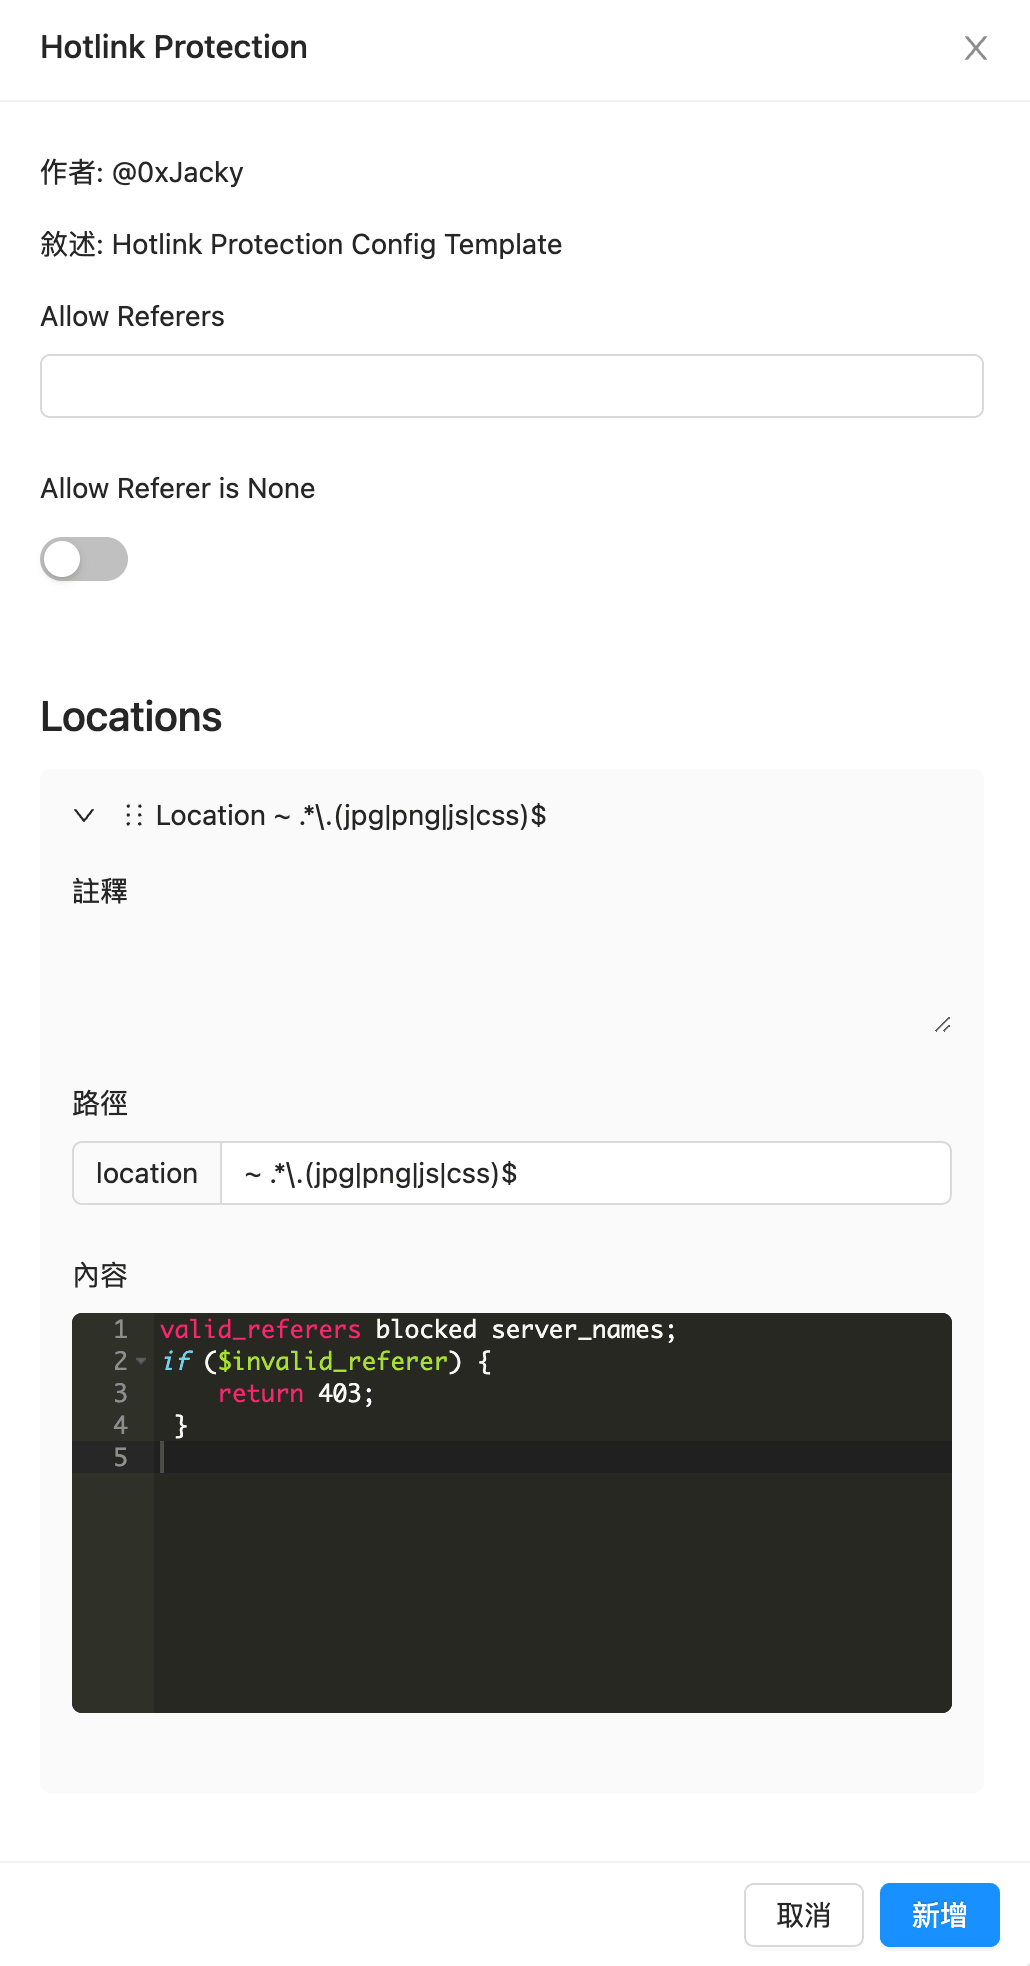 Hotlink Protection
作者: @0xJacky
敘述: Hotlink Protection Config Template
Allow Referers
Allow Referer is None
Locations
Location ~ .*\.(jpg|png|js|css)$
註釋
路徑
location ~ .*\.(jpg|png|js|css)$
內容
1 valid_referers blocked server_names;
2 if ($invalid_referer) {
3     return 403;
4  }
5
取消 新增